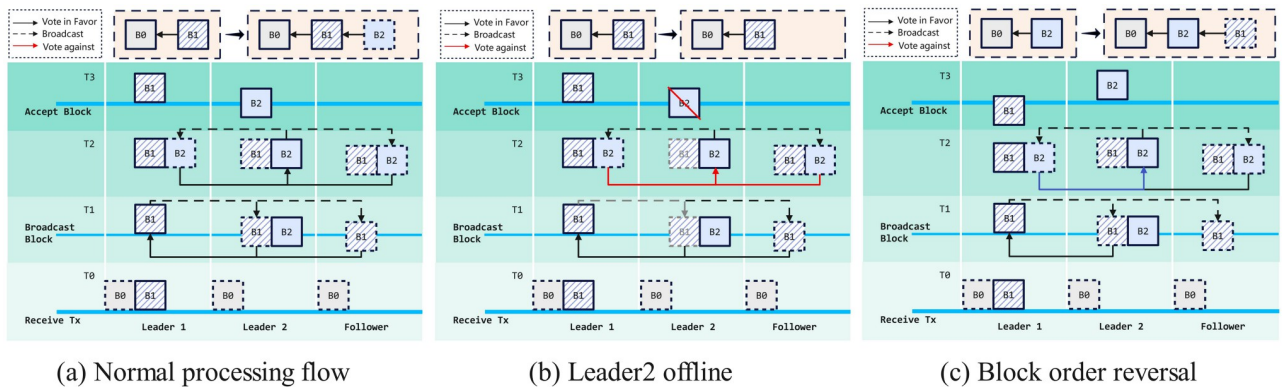 Vote in Favor
Broadcast
Vote against
B0 B1 B0 B1 B2
T3
B1
B2
Accept Block
T2
B1 B2 B1 B2 B1 B2
T1
B1
Broadcast Block
B1 B2 B1
T0
B0 B1 B0 B0
Receive Tx
Leader 1 Leader 2 Follower
(a) Normal processing flow
Vote in Favor
Broadcast
Vote against
B0 B1 B0 B1
T3
B1
B2
Accept Block
T2
B1 B2 B1 B2 B1 B2
T1
B1
Broadcast Block
B1 B2 B1
T0
B0 B1 B0 B0
Receive Tx
Leader 1 Leader 2 Follower
(b) Leader2 offline
Vote in Favor
Broadcast
Vote against
B0 B2 B0 B2 B1
T3
B2
B1
Accept Block
T2
B1 B2 B1 B2 B1 B2
T1
B1
Broadcast Block
B1 B2 B1
T0
B0 B1 B0 B0
Receive Tx
Leader 1 Leader 2 Follower
(c) Block order reversal